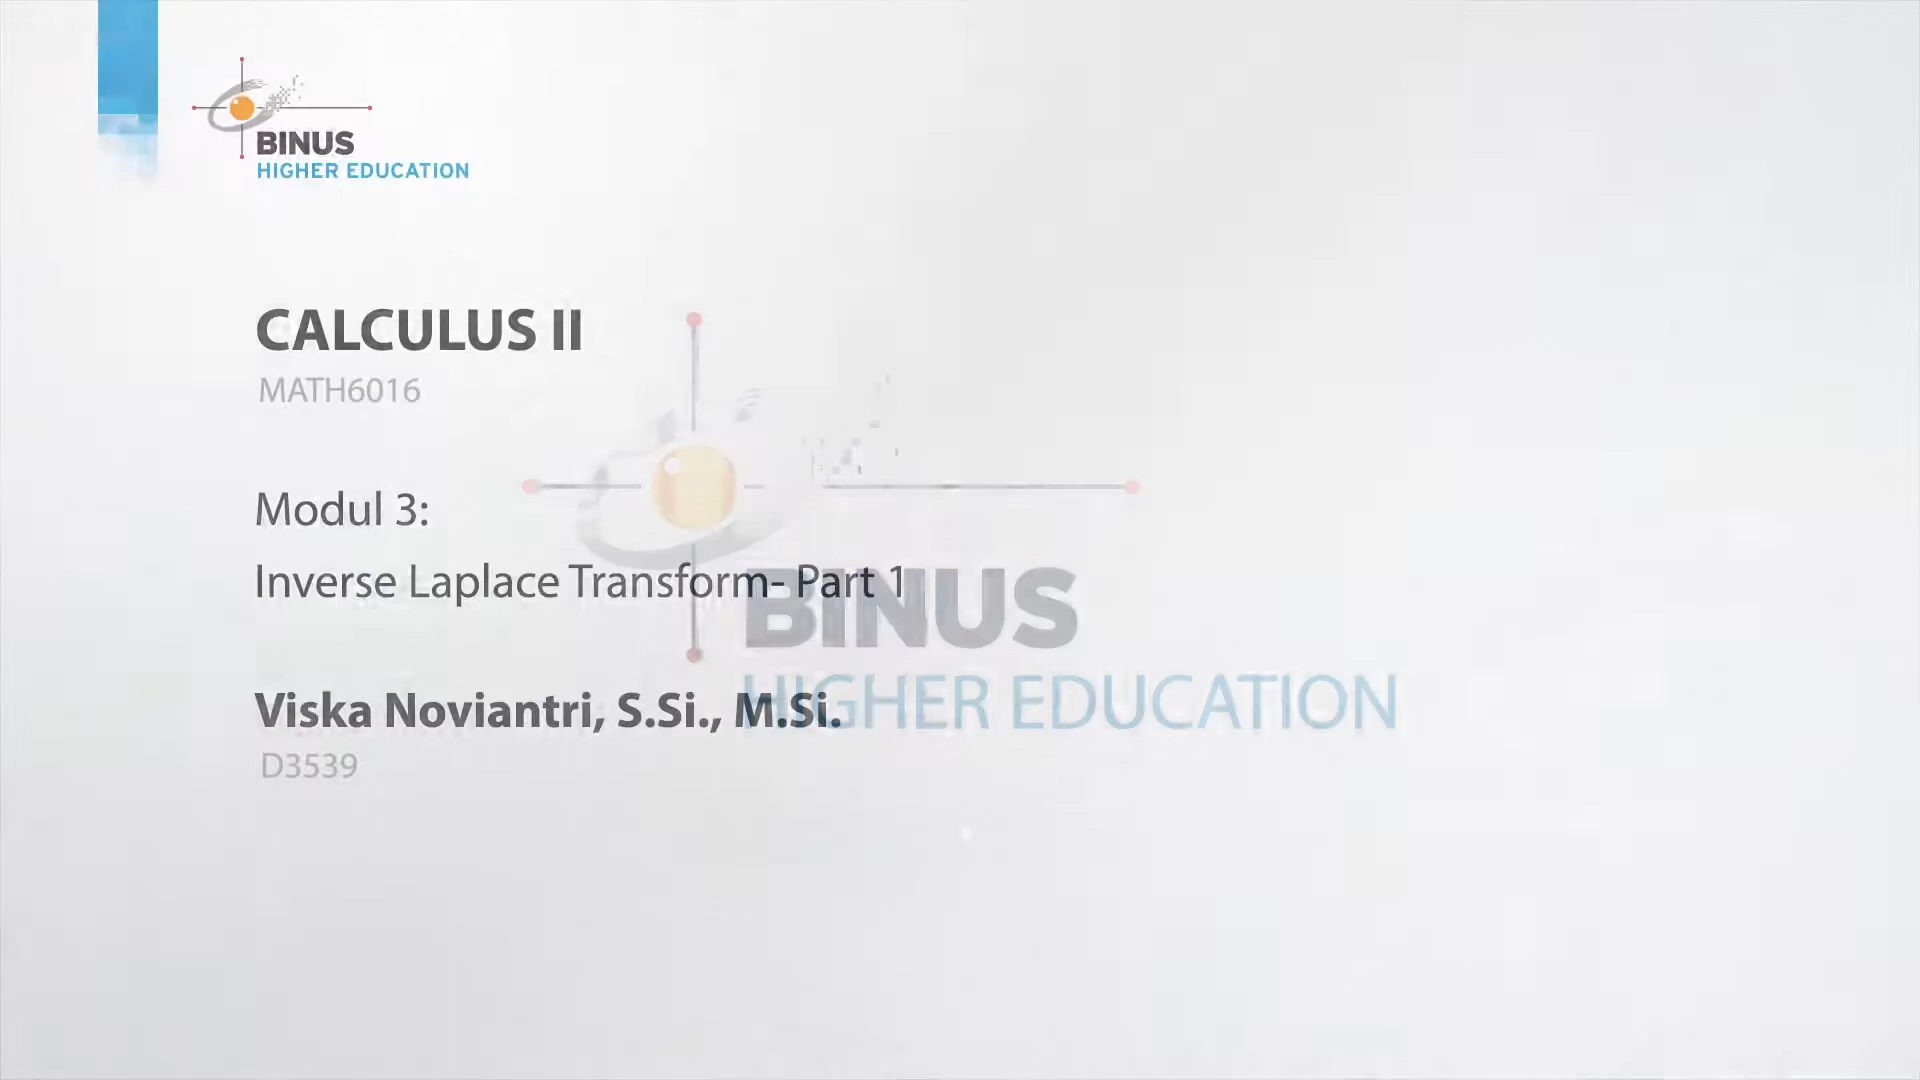 BINUS
HIGHER EDUCATION
CALCULUS II
MATH6016
Modul 3:
Inverse Laplace Transform- Part 1
BINUS
HIGHER EDUCATION
Viska Noviantri, S.Si., M.Si.
D3539